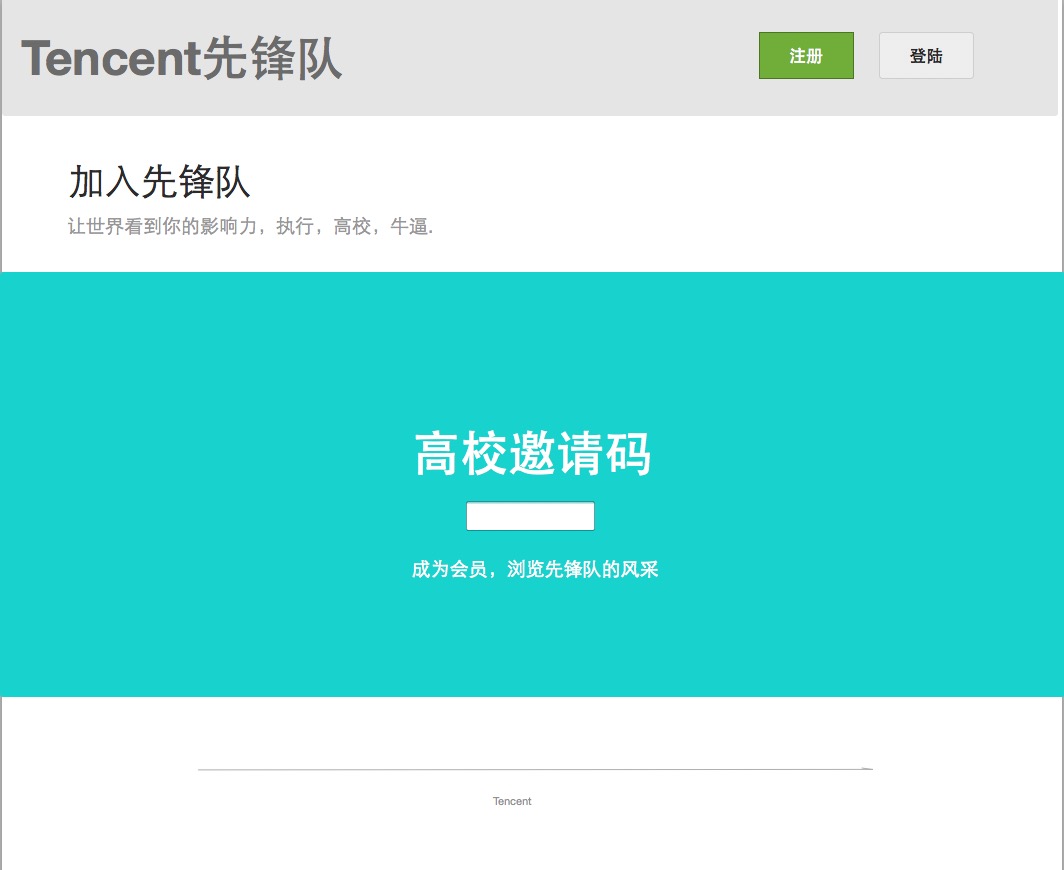 Tencent先锋队
注册
登陆
加入先锋队
让世界看到你的影响力，执行，高校，牛逼.
高校邀请码
成为会员，浏览先锋队的风采
Tencent